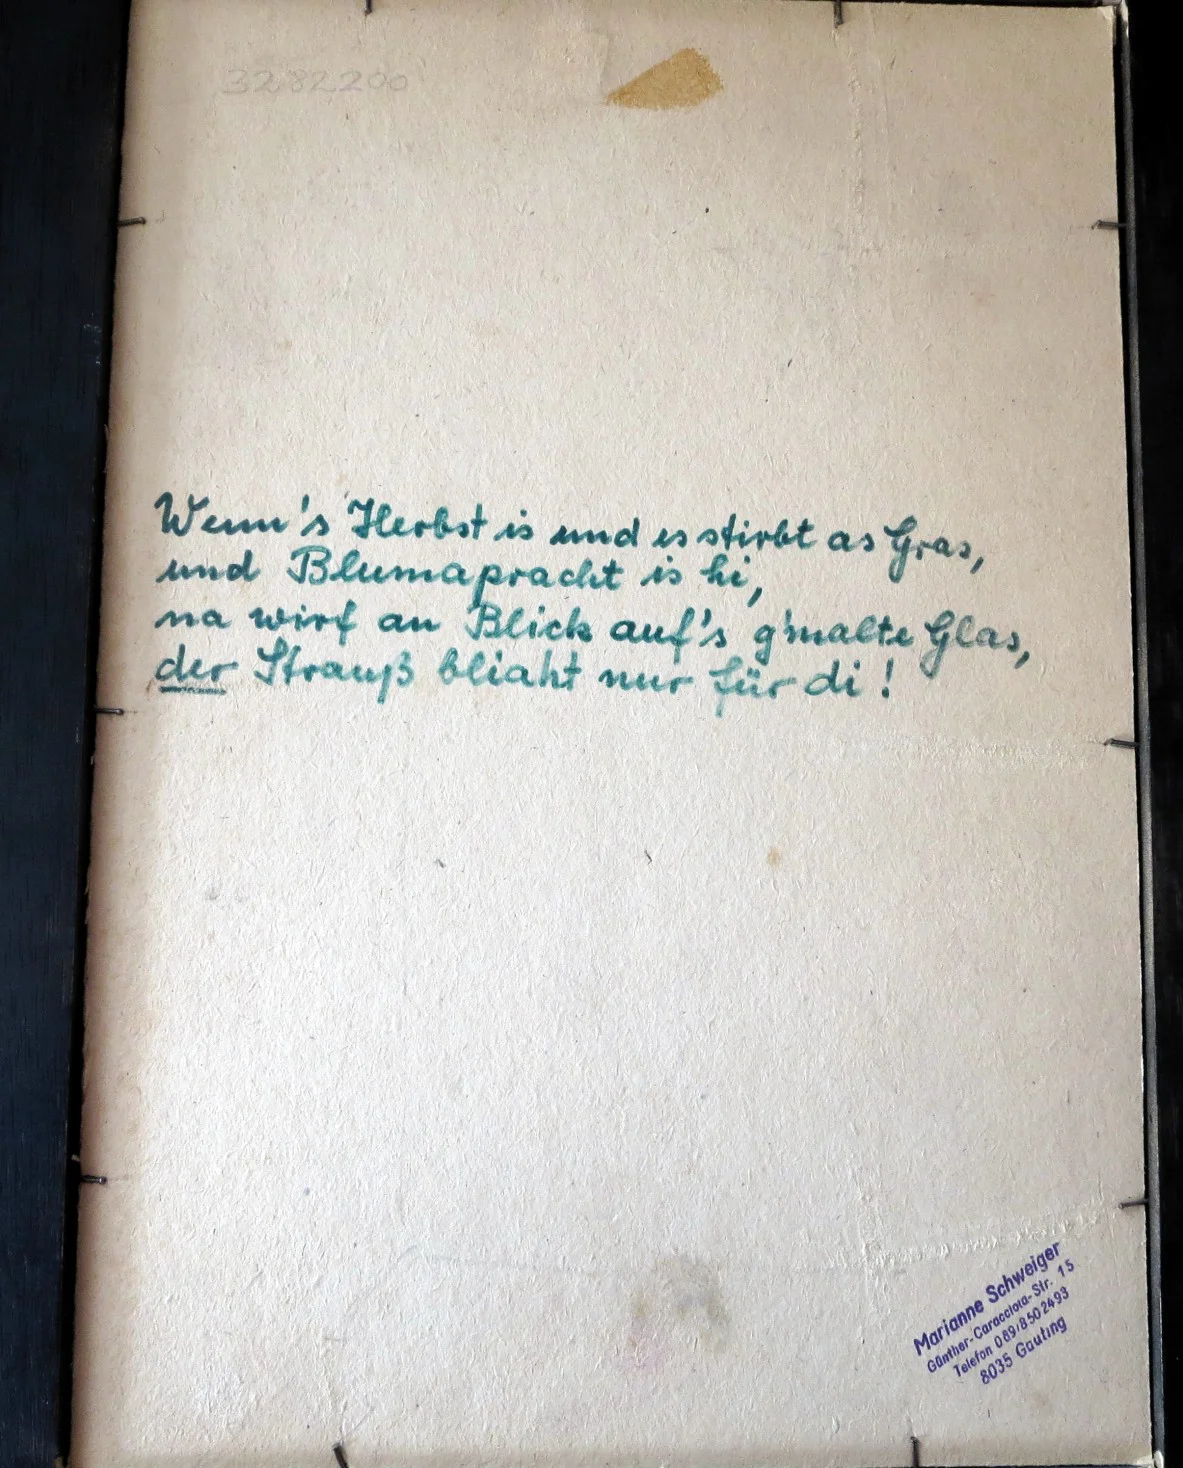 3282200
Wenn's Herbst is und es stirbt as Gras,
und Blumapracht is hi,
na wirf an Blick auf's g'malte Glas,
der Strauß bliaht nur für di!
Marianne Schweiger
Günther-Caracciola-Str. 15
Telefon 089/8502493
8035 Gauting